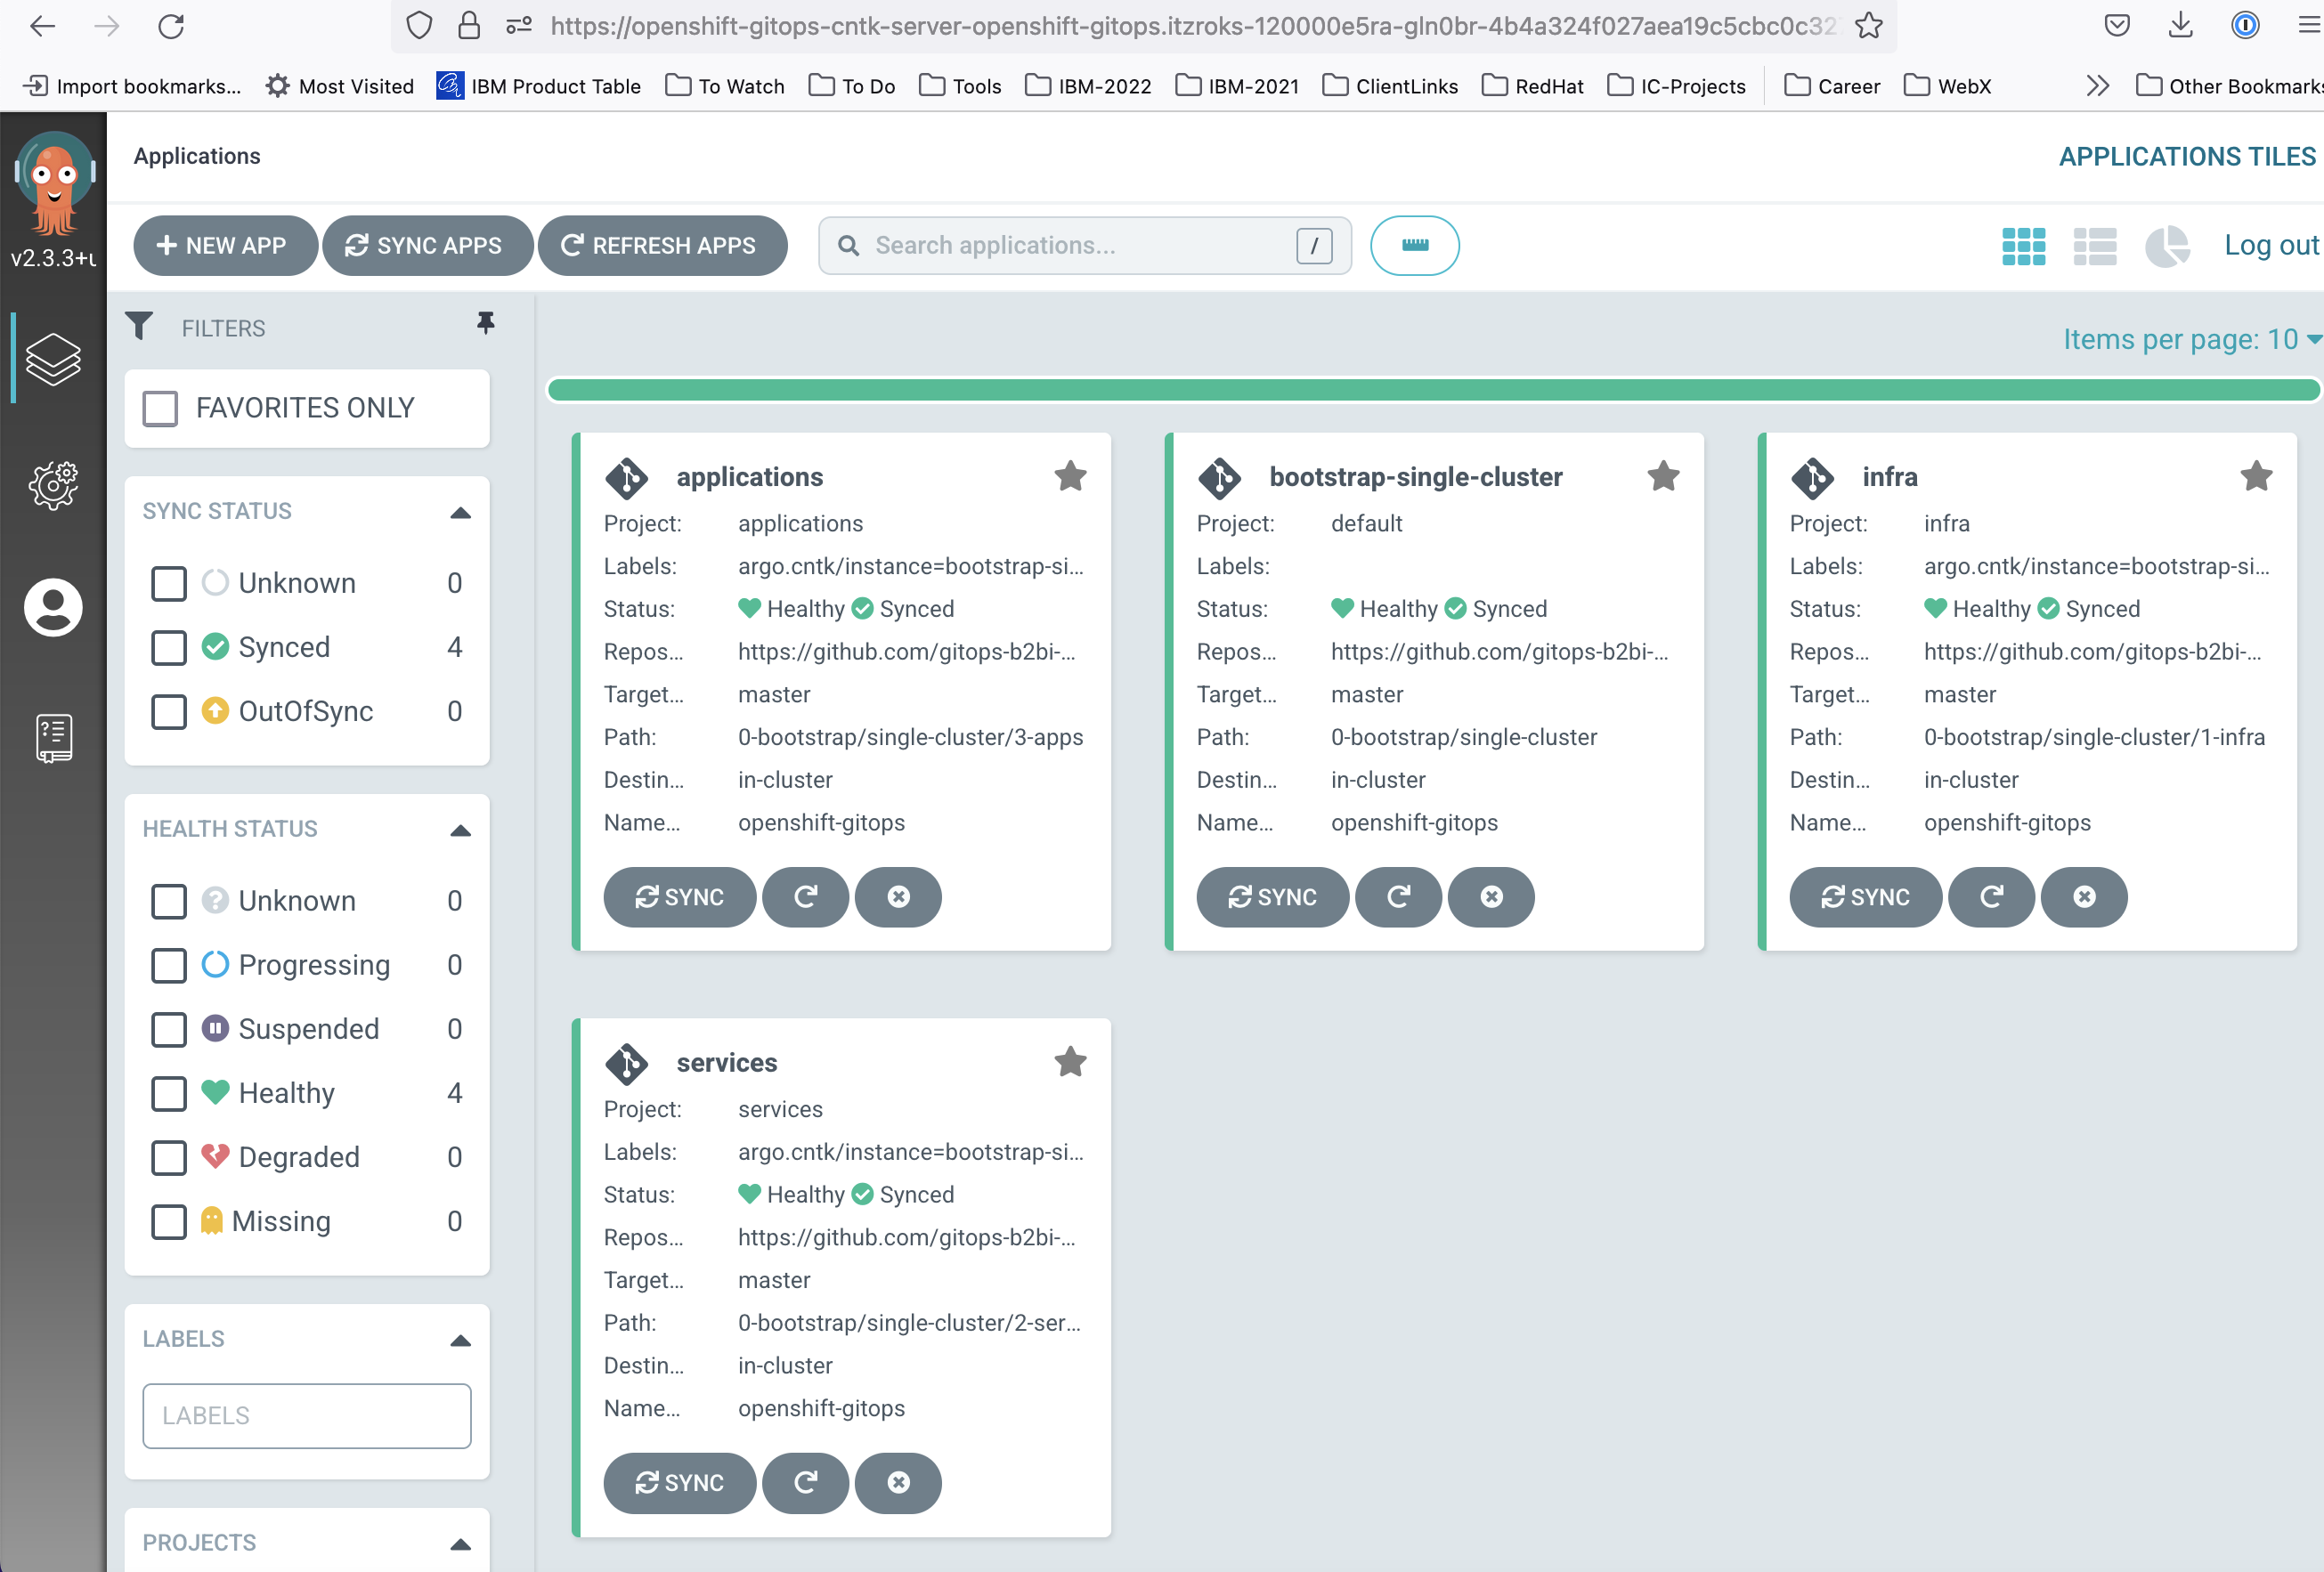 https://openshift-gitops-cntk-server-openshift-gitops.itzroks-120000e5ra-gln0br-4b4a324f027aea19c5cbc0c32
Import bookmarks... Most Visited IBM Product Table To Watch To Do Tools IBM-2022 IBM-2021 ClientLinks RedHat IC-Projects Career WebX Other Bookmarks
Applications APPLICATIONS TILES
v2.3.3+u
NEW APP SYNC APPS REFRESH APPS Search applications... / Log out
FILTERS
Items per page: 10
FAVORITES ONLY
SYNC STATUS
Unknown 0
Synced 4
OutOfSync 0
HEALTH STATUS
Unknown 0
Progressing 0
Suspended 0
Healthy 4
Degraded 0
Missing 0
LABELS
LABELS
PROJECTS
applications
Project: applications
Labels: argo.cntk/instance=bootstrap-si...
Status: Healthy Synced
Repos... https://github.com/gitops-b2bi-...
Target... master
Path: 0-bootstrap/single-cluster/3-apps
Destin... in-cluster
Name... openshift-gitops
SYNC
bootstrap-single-cluster
Project: default
Labels:
Status: Healthy Synced
Repos... https://github.com/gitops-b2bi-...
Target... master
Path: 0-bootstrap/single-cluster
Destin... in-cluster
Name... openshift-gitops
SYNC
infra
Project: infra
Labels: argo.cntk/instance=bootstrap-si...
Status: Healthy Synced
Repos... https://github.com/gitops-b2bi-...
Target... master
Path: 0-bootstrap/single-cluster/1-infra
Destin... in-cluster
Name... openshift-gitops
SYNC
services
Project: services
Labels: argo.cntk/instance=bootstrap-si...
Status: Healthy Synced
Repos... https://github.com/gitops-b2bi-...
Target... master
Path: 0-bootstrap/single-cluster/2-ser...
Destin... in-cluster
Name... openshift-gitops
SYNC